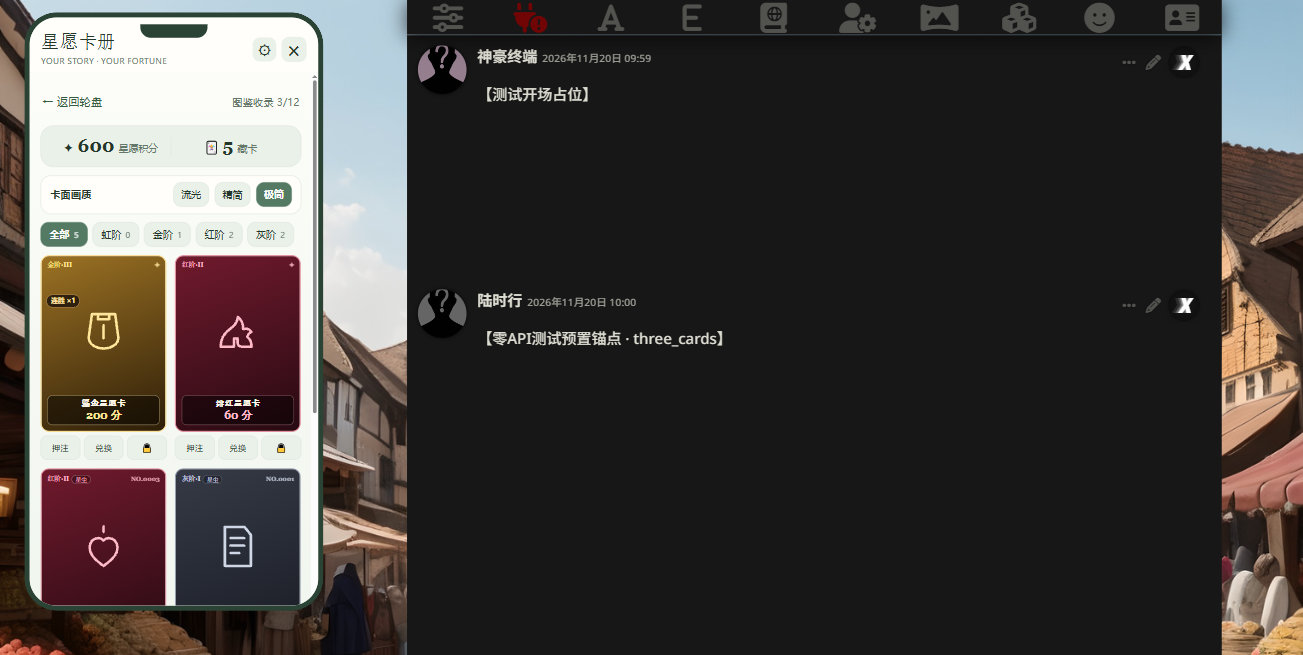 星愿卡册
YOUR STORY · YOUR FORTUNE
← 返回轮盘
图鉴收录 3/12
✦ 600 星愿积分
5 藏卡
卡面画质
流光
精简
极简
全部 5
虹阶 0
金阶 1
红阶 2
灰阶 2
金阶·III
连胜 ×1
200 分
红阶·II
60 分
押注
兑换
押注
兑换
红阶·II
NO.0003
灰阶·I
NO.0001
神豪终端 2026年11月20日 09:59
【测试开场占位】
陆时行 2026年11月20日 10:00
【零API测试预置锚点 · three_cards】